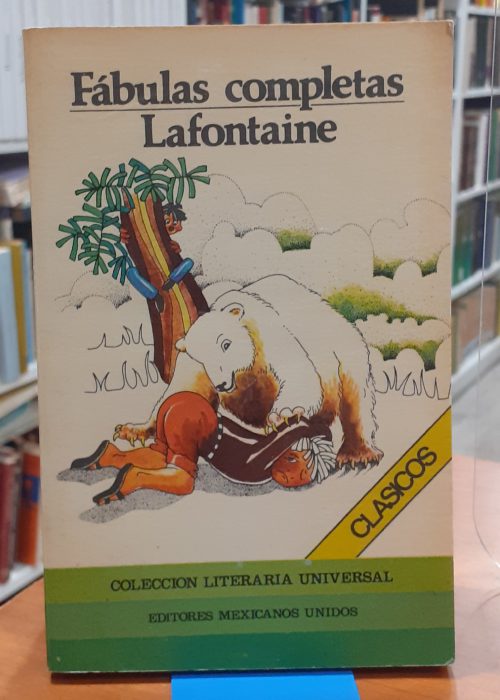 Fábulas completas
Lafontaine
CLASICOS
COLECCION LITERARIA UNIVERSAL
EDITORES MEXICANOS UNIDOS